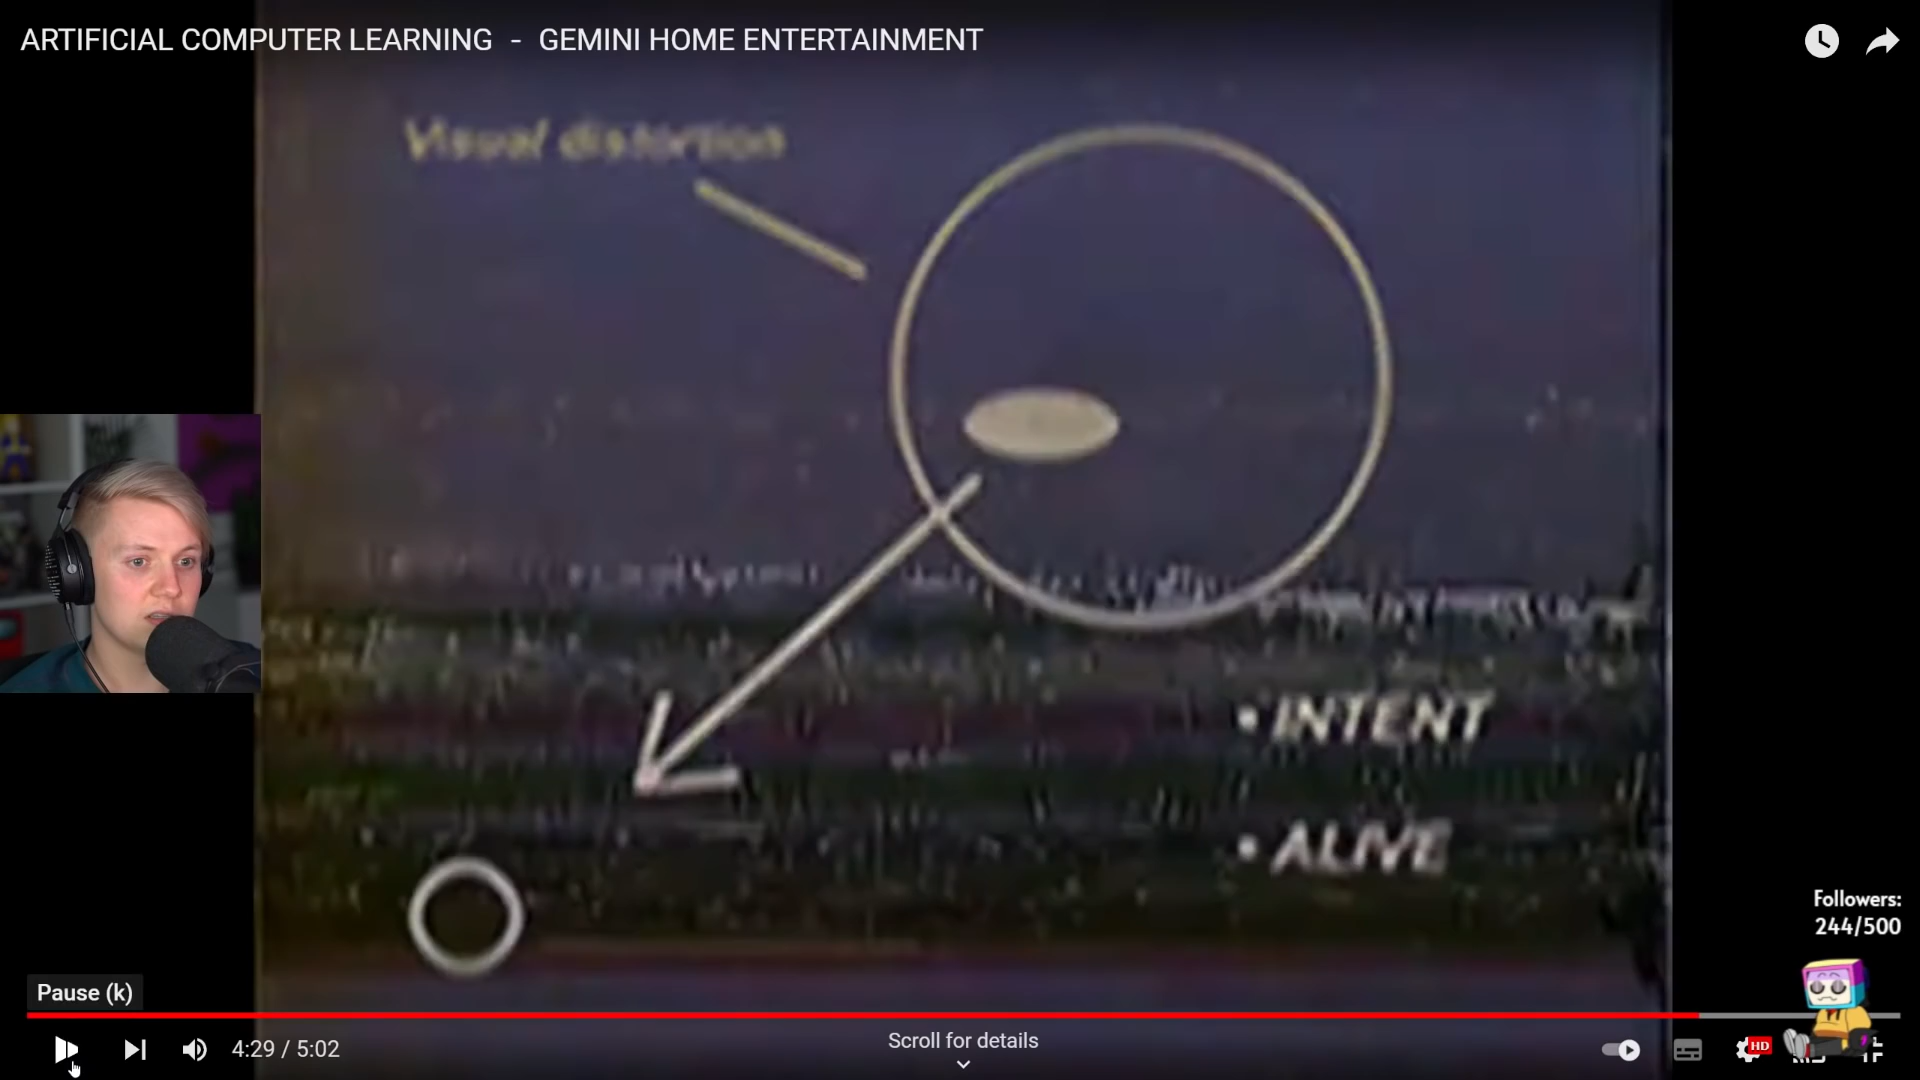 ARTIFICIAL COMPUTER LEARNING - GEMINI HOME ENTERTAINMENT
Visual distortion
• INTENT
• ALIVE
Followers:
244/500
Pause (k)
4:29 / 5:02
Scroll for details
HD